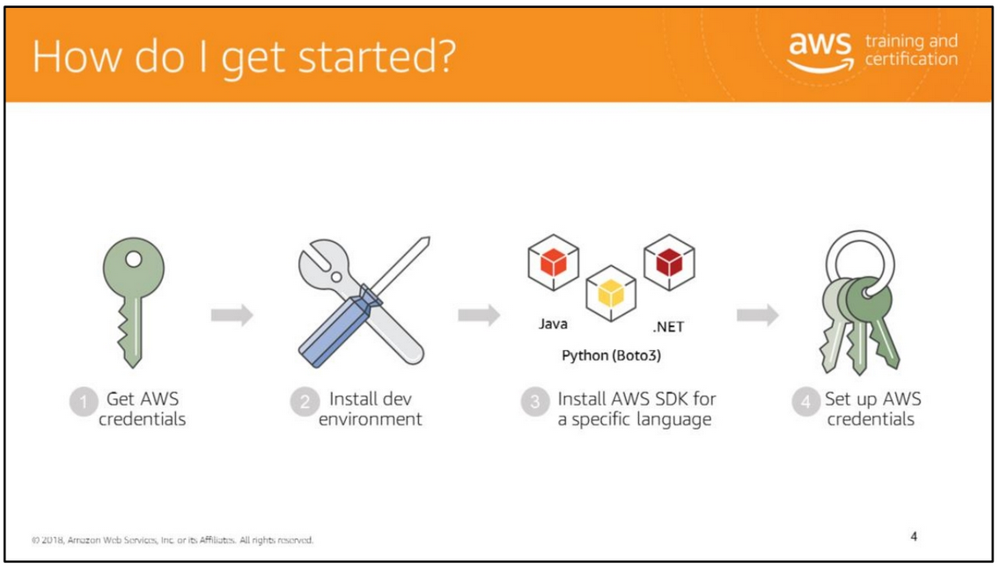 How do I get started?
aws training and
certification
Java
.NET
Python (Boto3)
1 Get AWS
credentials
2 Install dev
environment
3 Install AWS SDK for
a specific language
4 Set up AWS
credentials
© 2018, Amazon Web Services, Inc. or its Affiliates. All rights reserved.
4